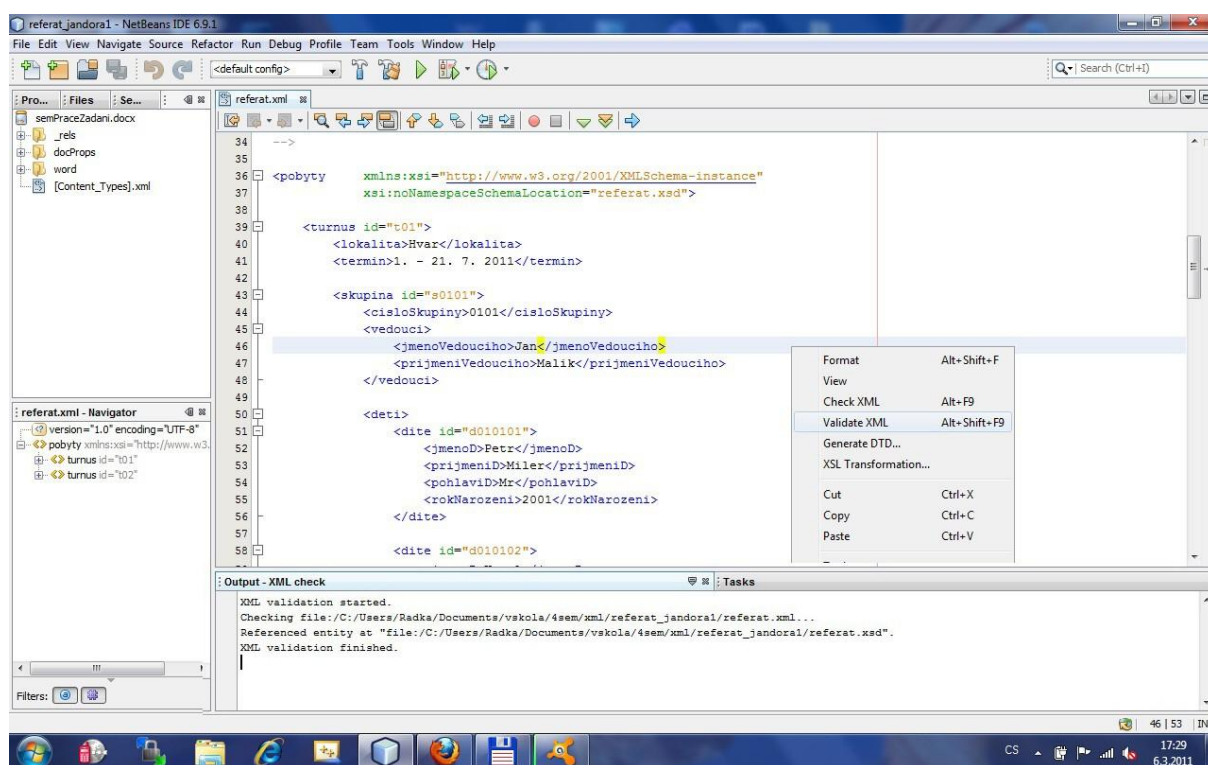 referat_jandora1 - NetBeans IDE 6.9.1
File Edit View Navigate Source Refactor Run Debug Profile Team Tools Window Help
<default config>
Search (Ctrl+I)
Pro... Files Se...
referat.xml
semPraceZadani.docx
_rels
docProps
word
[Content_Types].xml
34 -->
35
36 <pobyty xmlns:xsi="http://www.w3.org/2001/XMLSchema-instance"
37 xsi:noNamespaceSchemaLocation="referat.xsd">
38
39 <turnus id="t01">
40 <lokalita>Hvar</lokalita>
41 <termin>1. - 21. 7. 2011</termin>
42
43 <skupina id="s0101">
44 <cisloSkupiny>0101</cisloSkupiny>
45 <vedouci>
46 <jmenoVedouciho>Jan</jmenoVedouciho>
47 <prijmeniVedouciho>Malik</prijmeniVedouciho>
48 </vedouci>
49
50 <deti>
51 <dite id="d010101">
52 <jmenoD>Petr</jmenoD>
53 <prijmeniD>Miler</prijmeniD>
54 <pohlaviD>Mr</pohlaviD>
55 <rokNarozeni>2001</rokNarozeni>
56 </dite>
57
58 <dite id="d010102">
Format Alt+Shift+F
View
Check XML Alt+F9
Validate XML Alt+Shift+F9
Generate DTD...
XSL Transformation...
Cut Ctrl+X
Copy Ctrl+C
Paste Ctrl+V
referat.xml - Navigator
version="1.0" encoding="UTF-8"
pobyty xmlns:xsi="http://www.w3.
turnus id="t01"
turnus id="t02"
Filters:
Output - XML check
Tasks
XML validation started.
Checking file:/C:/Users/Radka/Documents/vskola/4sem/xml/referat_jandora1/referat.xml...
Referenced entity at "file:/C:/Users/Radka/Documents/vskola/4sem/xml/referat_jandora1/referat.xsd".
XML validation finished.
46 | 53 IN
CS
17:29
6.3.2011